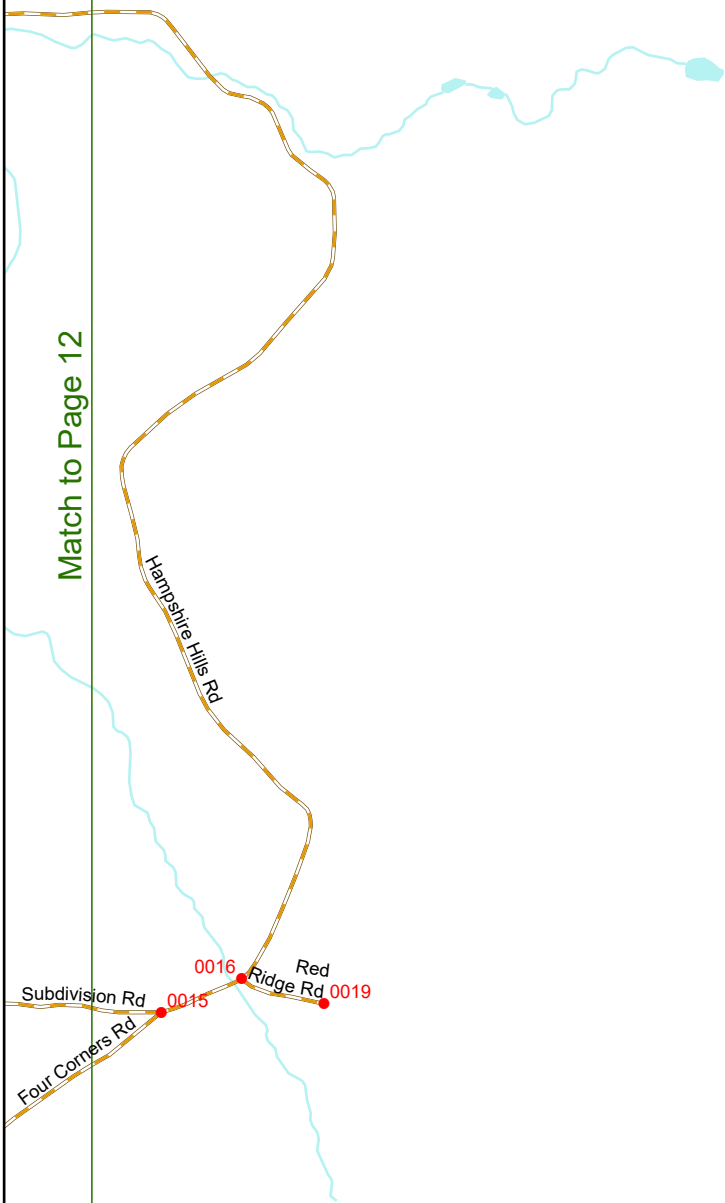 Match to Page 12
Hampshire Hills Rd
0016
Red
Ridge Rd
0019
Subdivision Rd
0015
Four Corners Rd